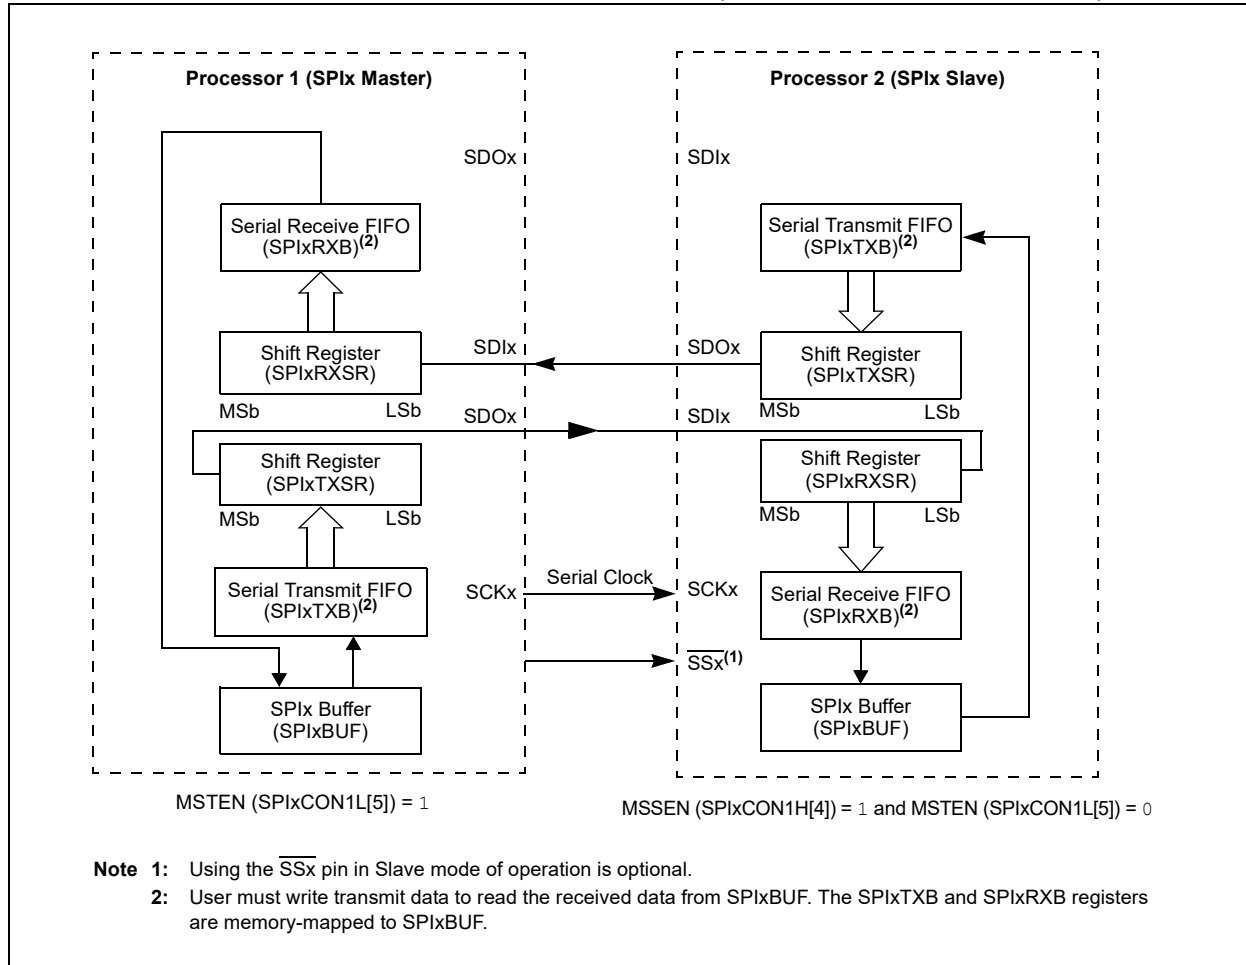 Processor 1 (SPIx Master)
SDOx
Serial Receive FIFO
(SPIxRXB)(2)
Shift Register
(SPIxRXSR)
MSb LSb
SDIx
SDOx
Shift Register
(SPIxTXSR)
MSb LSb
Serial Transmit FIFO
(SPIxTXB)(2)
SCKx
SPIx Buffer
(SPIxBUF)
MSTEN (SPIxCON1L[5]) = 1
Serial Clock
Processor 2 (SPIx Slave)
SDIx
Serial Transmit FIFO
(SPIxTXB)(2)
SDOx
Shift Register
(SPIxTXSR)
MSb LSb
SDIx
Shift Register
(SPIxRXSR)
MSb LSb
SCKx
Serial Receive FIFO
(SPIxRXB)(2)
SSx(1)
SPIx Buffer
(SPIxBUF)
MSSEN (SPIxCON1H[4]) = 1 and MSTEN (SPIxCON1L[5]) = 0
Note 1: Using the SSx pin in Slave mode of operation is optional.
2: User must write transmit data to read the received data from SPIxBUF. The SPIxTXB and SPIxRXB registers
are memory-mapped to SPIxBUF.